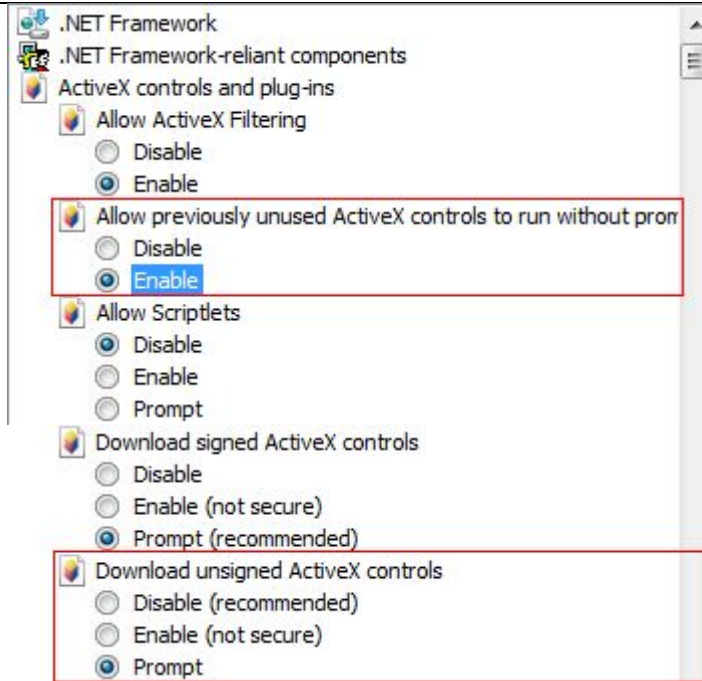 .NET Framework
.NET Framework-reliant components
ActiveX controls and plug-ins
Allow ActiveX Filtering
Disable
Enable
Allow previously unused ActiveX controls to run without prom
Disable
Enable
Allow Scriptlets
Disable
Enable
Prompt
Download signed ActiveX controls
Disable
Enable (not secure)
Prompt (recommended)
Download unsigned ActiveX controls
Disable (recommended)
Enable (not secure)
Prompt